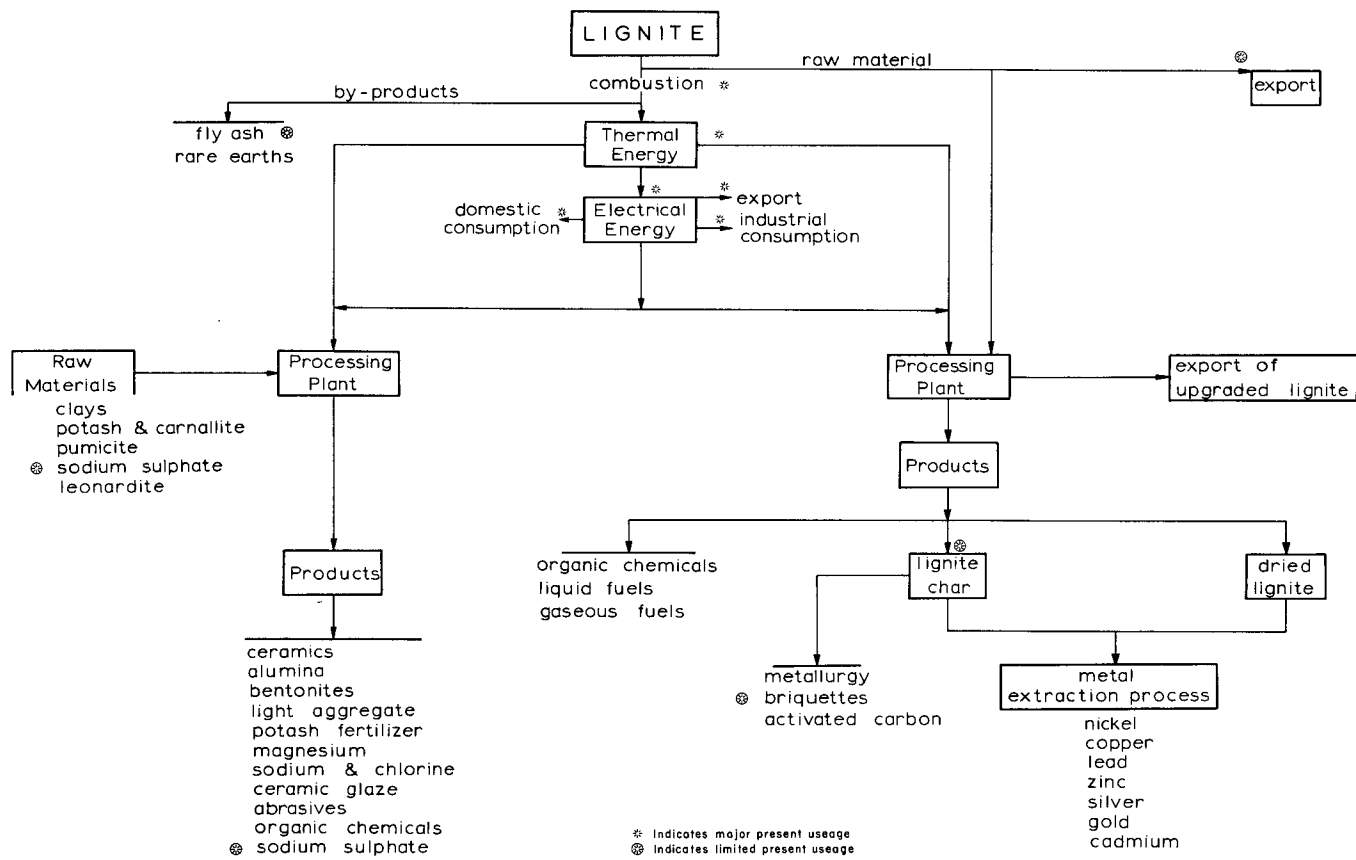 LIGNITE
raw material
export
combustion
by-products
fly ash
rare earths
Thermal
Energy
domestic
consumption
Electrical
Energy
export
industrial
consumption
Raw
Materials
clays
potash & carnallite
pumicite
sodium sulphate
leonardite
Processing
Plant
Processing
Plant
export of
upgraded lignite
Products
Products
organic chemicals
liquid fuels
gaseous fuels
lignite
char
dried
lignite
ceramics
alumina
bentonites
light aggregate
potash fertilizer
magnesium
sodium & chlorine
ceramic glaze
abrasives
organic chemicals
sodium sulphate
metallurgy
briquettes
activated carbon
metal
extraction process
nickel
copper
lead
zinc
silver
gold
cadmium
Indicates major present useage
Indicates limited present useage